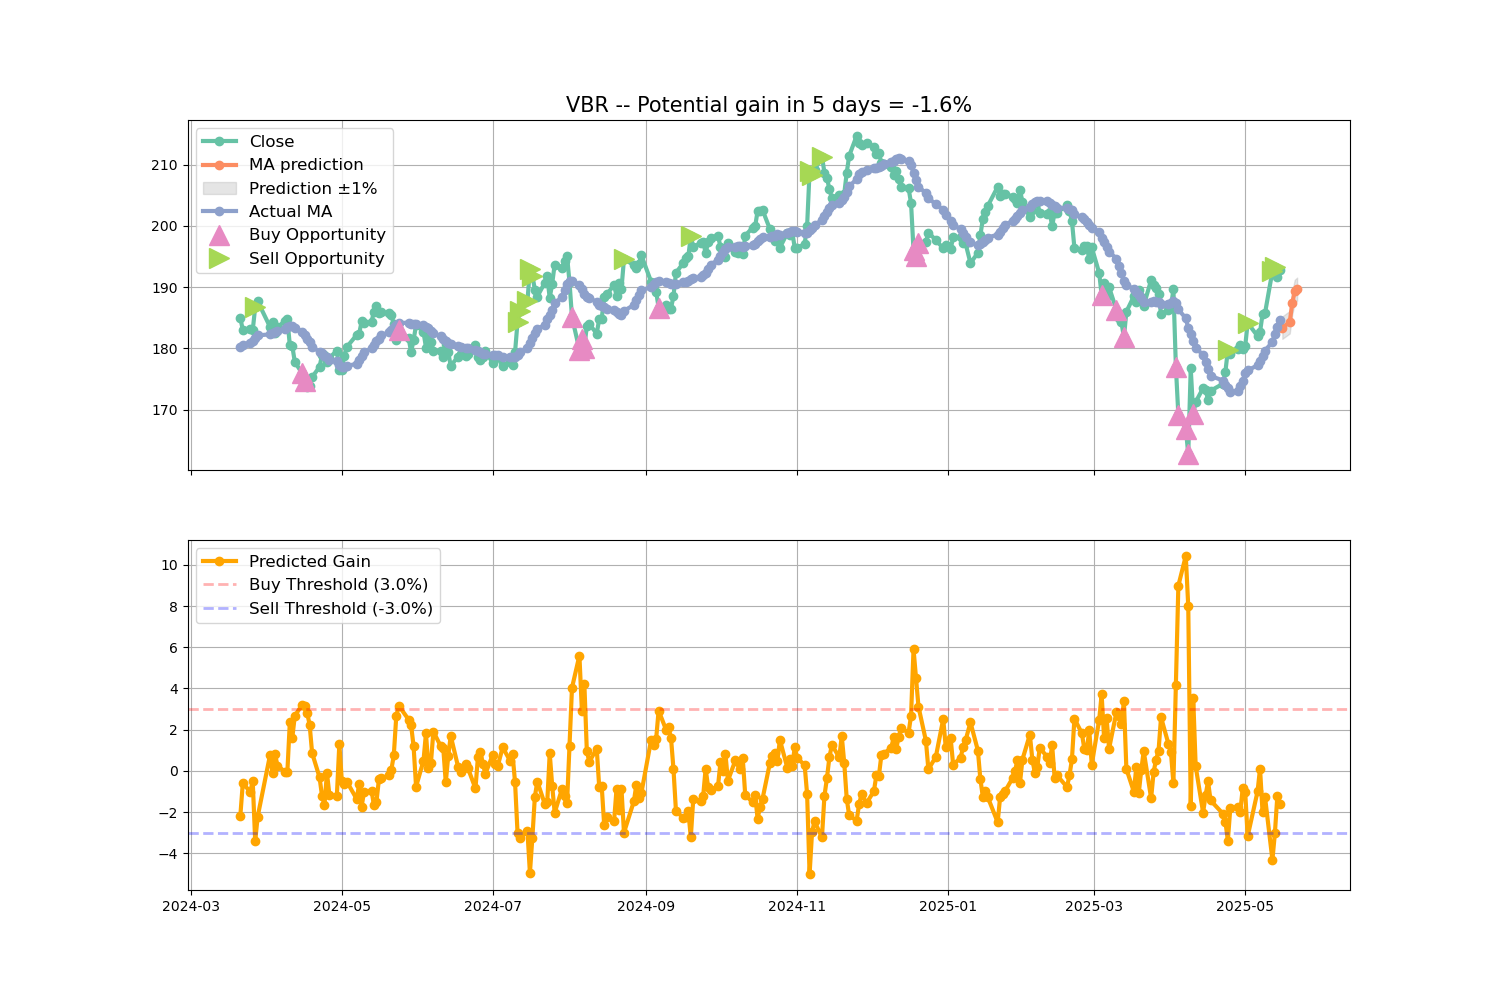 VBR -- Potential gain in 5 days = -1.6%
Close
MA prediction
Prediction ±1%
Actual MA
Buy Opportunity
Sell Opportunity
210
200
190
180
170
Predicted Gain
Buy Threshold (3.0%)
Sell Threshold (-3.0%)
10
8
6
4
2
0
−2
−4
2024-03 2024-05 2024-07 2024-09 2024-11 2025-01 2025-03 2025-05